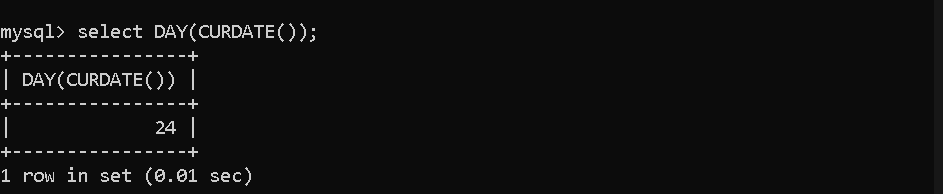 mysql> select DAY(CURDATE());
+----------------+
| DAY(CURDATE()) |
+----------------+
|             24 |
+----------------+
1 row in set (0.01 sec)